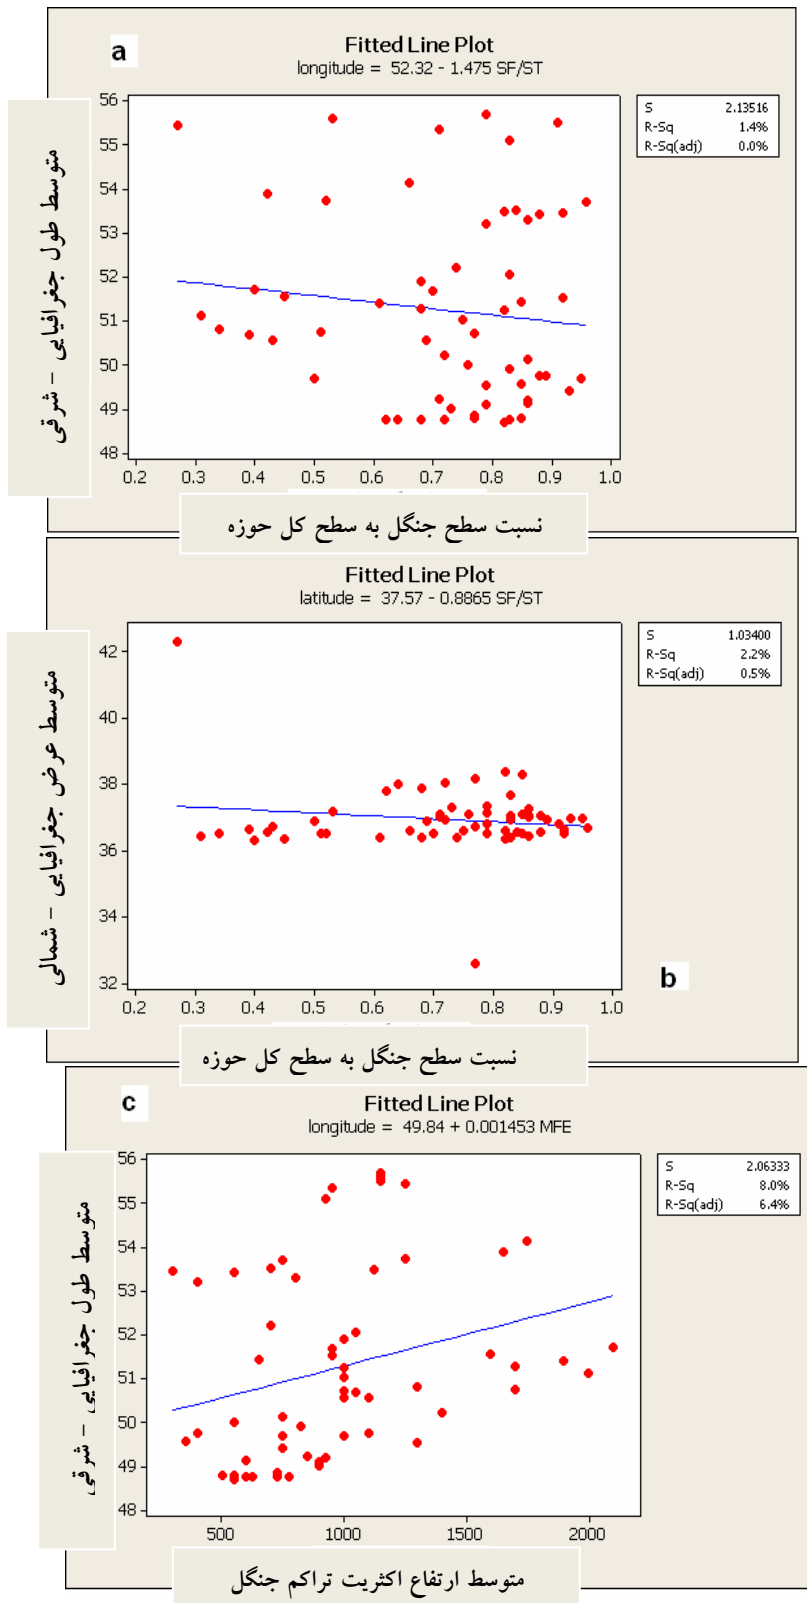 a
Fitted Line Plot
longitude = 52.32 - 1.475 SF/ST
S 2.13516
R-Sq 1.4%
R-Sq(adj) 0.0%
متوسط طول جغرافیایی - شرقی
56
55
54
53
52
51
50
49
48
0.2 0.3 0.4 0.5 0.6 0.7 0.8 0.9 1.0
نسبت سطح جنگل به سطح کل حوزه
Fitted Line Plot
latitude = 37.57 - 0.8865 SF/ST
S 1.03400
R-Sq 2.2%
R-Sq(adj) 0.5%
متوسط عرض جغرافیایی - شمالی
42
40
38
36
34
32
b
0.2 0.3 0.4 0.5 0.6 0.7 0.8 0.9 1.0
نسبت سطح جنگل به سطح کل حوزه
c
Fitted Line Plot
longitude = 49.84 + 0.001453 MFE
S 2.06333
R-Sq 8.0%
R-Sq(adj) 6.4%
متوسط طول جغرافیایی - شرقی
56
55
54
53
52
51
50
49
48
500 1000 1500 2000
متوسط ارتفاع اکثریت تراکم جنگل